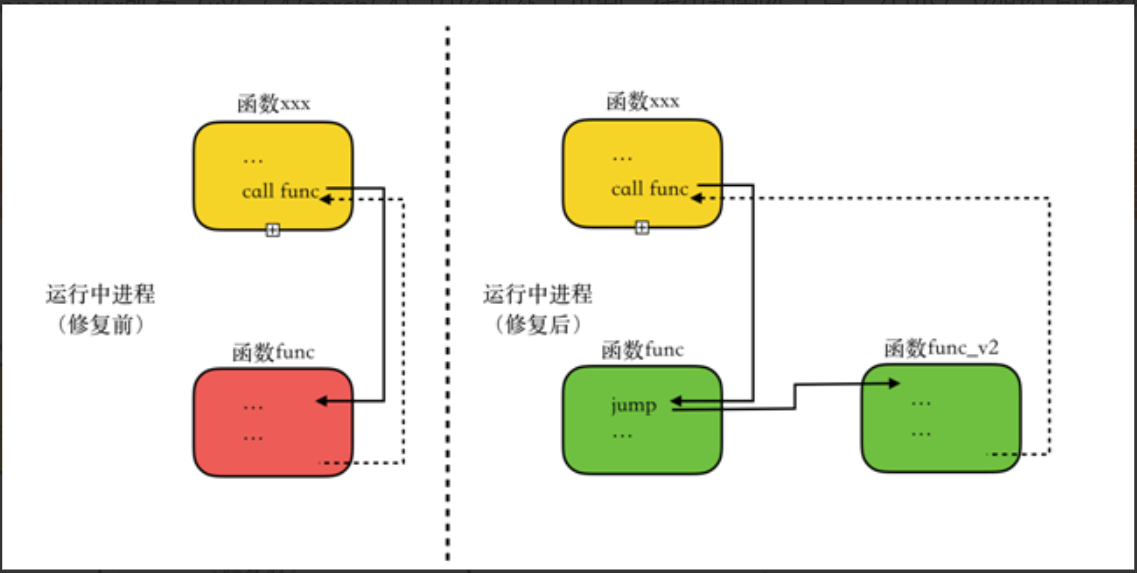 函数xxx
...
call func
运行中进程
（修复前）
函数func
...
...
函数xxx
...
call func
运行中进程
（修复后）
函数func
jump
...
函数func_v2
...
...